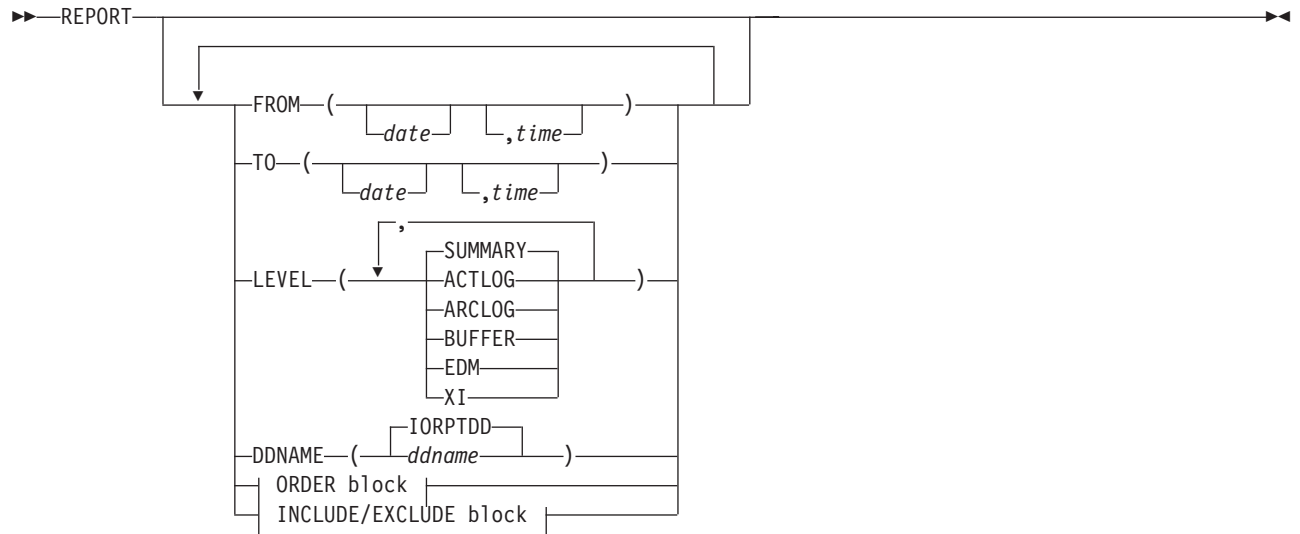 REPORT
FROM ( date ,time )
TO ( date ,time )
,
SUMMARY
LEVEL ( ACTLOG )
ARCLOG
BUFFER
EDM
XI
IORPTDD
DDNAME ( ddname )
ORDER block
INCLUDE/EXCLUDE block